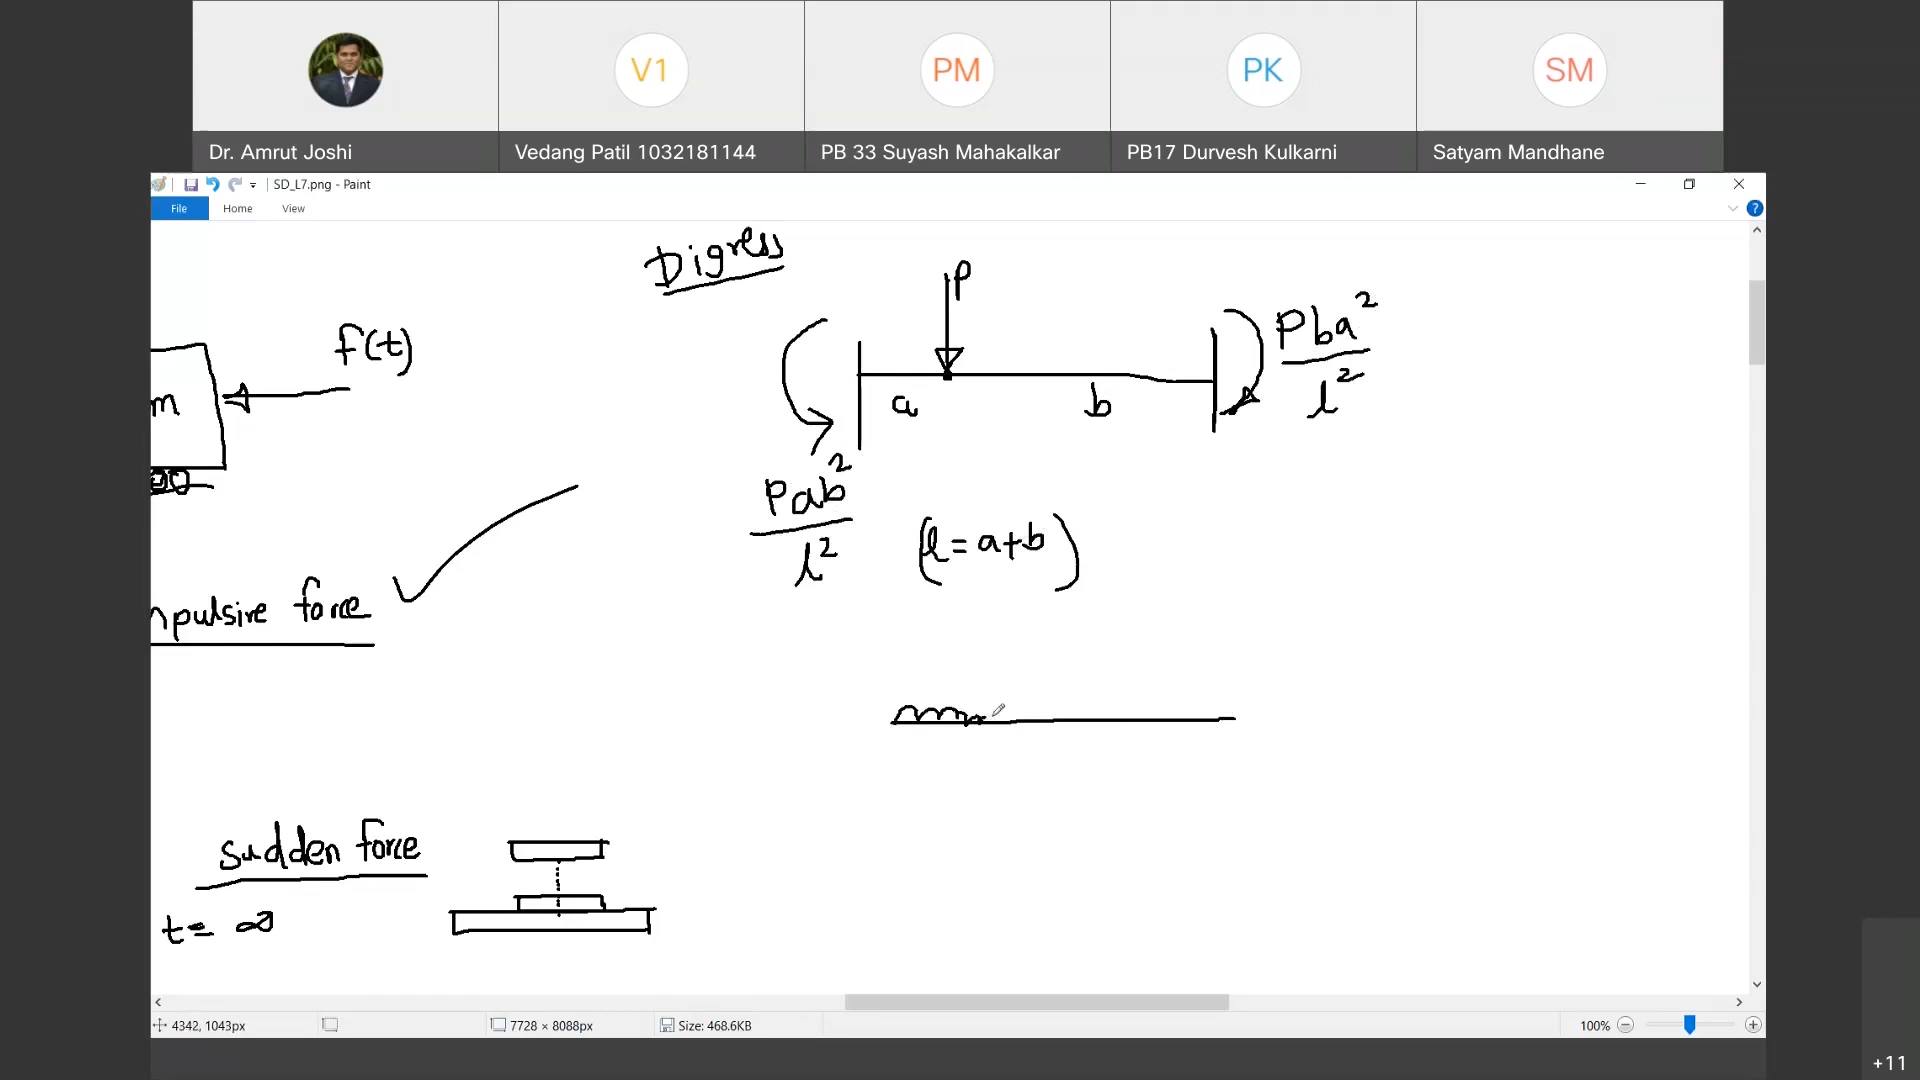 V1
PM
PK
SM
Dr. Amrut Joshi
Vedang Patil 1032181144
PB 33 Suyash Mahakalkar
PB17 Durvesh Kulkarni
Satyam Mandhane
SD_L7.png - Paint
File
Home
View
?
Digress
P
f(t)
m
a
b
Pba²
l²
Pab²
l²
(l = a+b)
mpulsive force
sudden force
t = ∞
4342, 1043px
7728 × 8088px
Size: 468.6KB
100%
+11